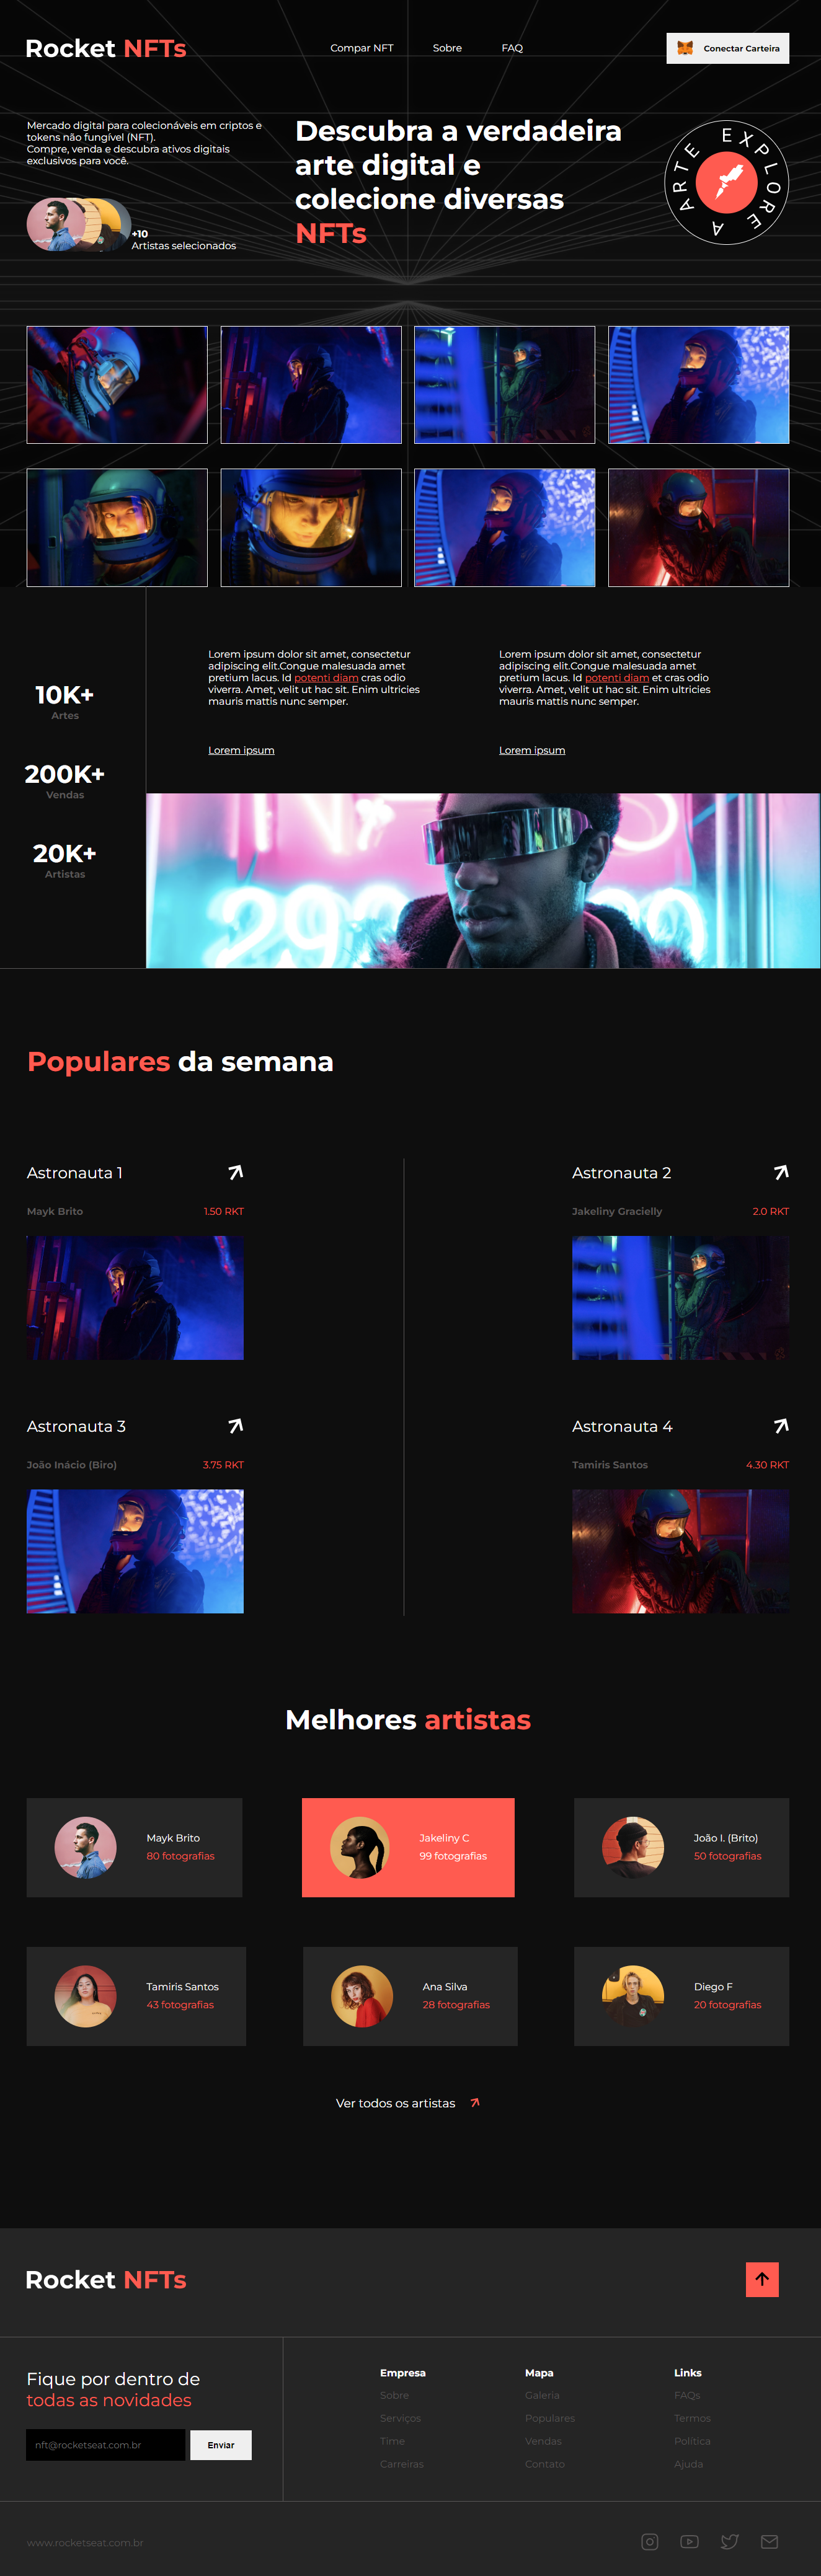 Rocket NFTs
Compar NFT
Sobre
FAQ
Conectar Carteira
Mercado digital para colecionáveis em criptos e
tokens não fungível (NFT).
Compre, venda e descubra ativos digitais
exclusivos para você.
+10
Artistas selecionados
Descubra a verdadeira
arte digital e
colecione diversas
NFTs
EXPLORE A ARTE
10K+
Artes
200K+
Vendas
20K+
Artistas
Lorem ipsum dolor sit amet, consectetur
adipiscing elit.Congue malesuada amet
pretium lacus. Id potenti diam cras odio
viverra. Amet, velit ut hac sit. Enim ultricies
mauris mattis nunc semper.
Lorem ipsum
Lorem ipsum dolor sit amet, consectetur
adipiscing elit.Congue malesuada amet
pretium lacus. Id potenti diam et cras odio
viverra. Amet, velit ut hac sit. Enim ultricies
mauris mattis nunc semper.
Lorem ipsum
Populares da semana
Astronauta 1
Mayk Brito
1.50 RKT
Astronauta 2
Jakeliny Gracielly
2.0 RKT
Astronauta 3
João Inácio (Biro)
3.75 RKT
Astronauta 4
Tamiris Santos
4.30 RKT
Melhores artistas
Mayk Brito
80 fotografias
Jakeliny C
99 fotografias
João I. (Brito)
50 fotografias
Tamiris Santos
43 fotografias
Ana Silva
28 fotografias
Diego F
20 fotografias
Ver todos os artistas
Rocket NFTs
Fique por dentro de
todas as novidades
nft@rocketseat.com.br
Enviar
Empresa
Sobre
Serviços
Time
Carreiras
Mapa
Galeria
Populares
Vendas
Contato
Links
FAQs
Termos
Política
Ajuda
www.rocketseat.com.br